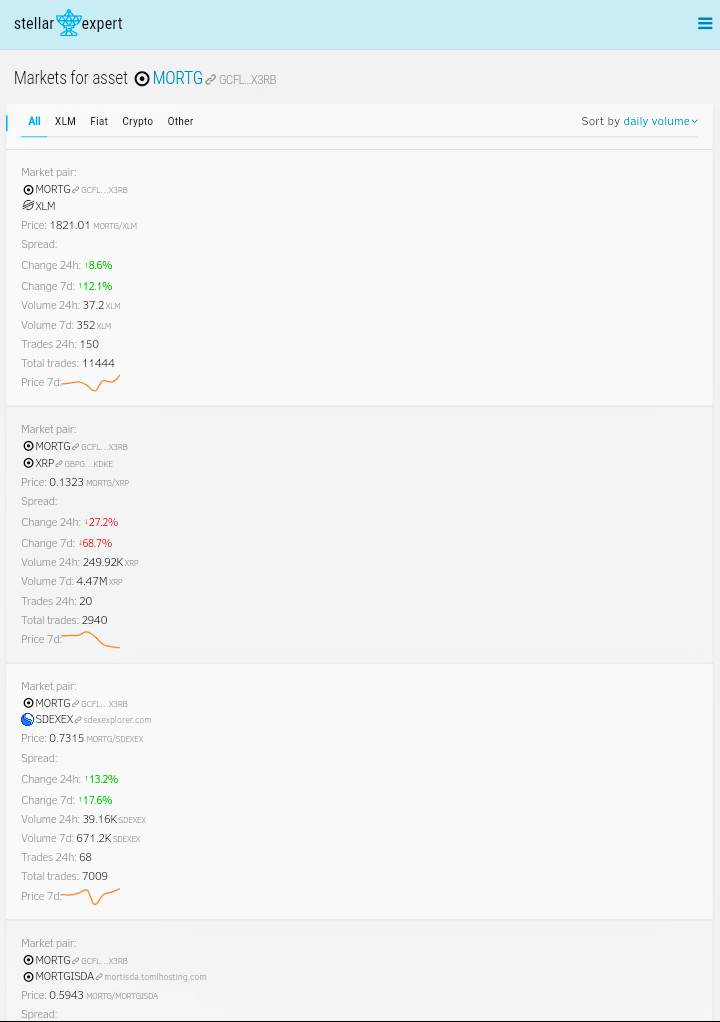 stellar expert
Markets for asset MORTG GCFL…X3RB
All XLM Fiat Crypto Other Sort by daily volume
Market pair:
MORTG GCFL…X3RB
XLM
Price: 1821.01 MORTG/XLM
Spread:
Change 24h: ↑8.6%
Change 7d: ↑12.1%
Volume 24h: 37.2 XLM
Volume 7d: 352 XLM
Trades 24h: 150
Total trades: 11444
Price 7d:
Market pair:
MORTG GCFL…X3RB
XRP GBPG…KDKE
Price: 0.1323 MORTG/XRP
Spread:
Change 24h: ↓27.2%
Change 7d: ↓68.7%
Volume 24h: 249.92K XRP
Volume 7d: 4.47M XRP
Trades 24h: 20
Total trades: 2940
Price 7d:
Market pair:
MORTG GCFL…X3RB
SDEXEX sdexexplorer.com
Price: 0.7315 MORTG/SDEXEX
Spread:
Change 24h: ↑13.2%
Change 7d: ↑17.6%
Volume 24h: 39.16K SDEXEX
Volume 7d: 671.2K SDEXEX
Trades 24h: 68
Total trades: 7009
Price 7d:
Market pair:
MORTG GCFL…X3RB
MORTGISDA mortisda.tomlhosting.com
Price: 0.5943 MORTG/MORTGISDA
Spread: